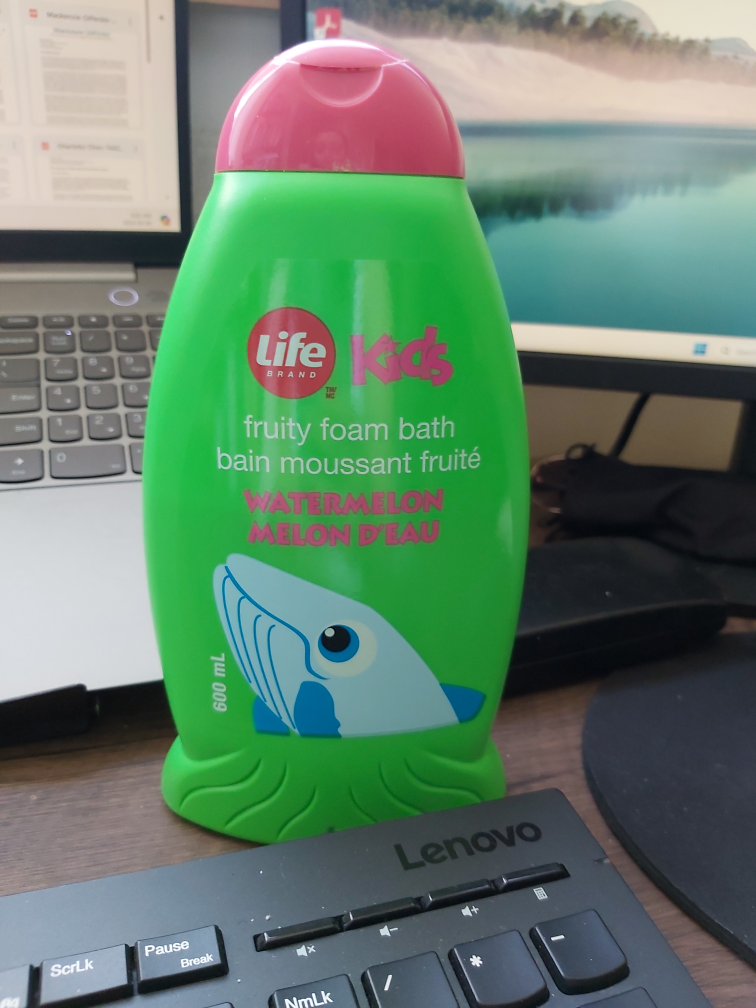 Life
BRAND
TM/
MC
Kids
fruity foam bath
bain moussant fruité
WATERMELON
MELON D'EAU
600 mL
Lenovo
ScrLk
Pause
Break
NmLk
/
*
-